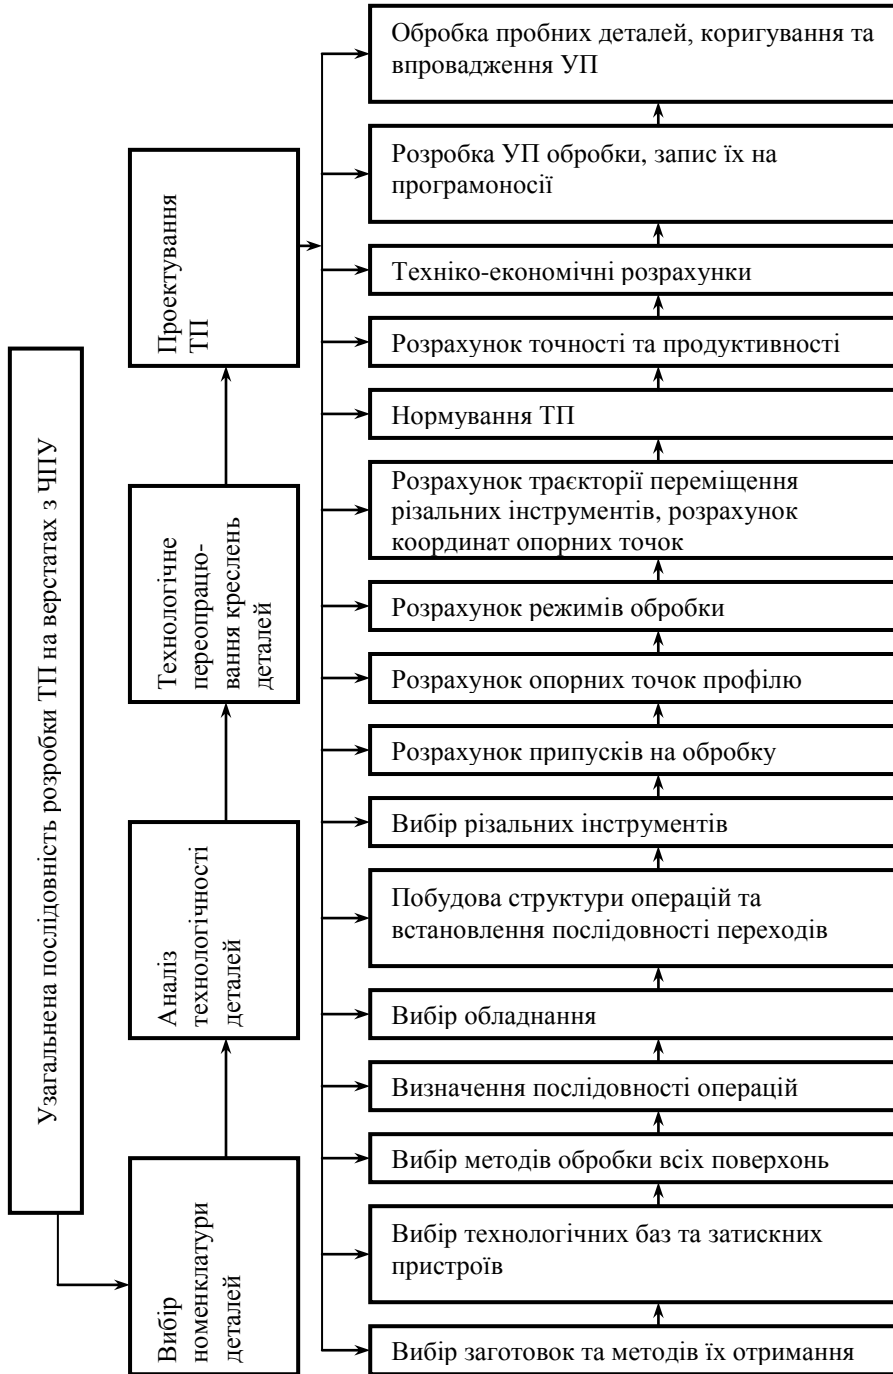 Узагальнена послідовність розробки ТП на верстатах з ЧПУ
Вибір
номенклатури
деталей
Аналіз
технологічності
деталей
Технологічне
переопрацю-
вання креслень
деталей
Проектування
ТП
Обробка пробних деталей, коригування та
впровадження УП
Розробка УП обробки, запис їх на
програмоносії
Техніко-економічні розрахунки
Розрахунок точності та продуктивності
Нормування ТП
Розрахунок траєкторії переміщення
різальних інструментів, розрахунок
координат опорних точок
Розрахунок режимів обробки
Розрахунок опорних точок профілю
Розрахунок припусків на обробку
Вибір різальних інструментів
Побудова структури операцій та
встановлення послідовності переходів
Вибір обладнання
Визначення послідовності операцій
Вибір методів обробки всіх поверхонь
Вибір технологічних баз та затискних
пристроїв
Вибір заготовок та методів їх отримання